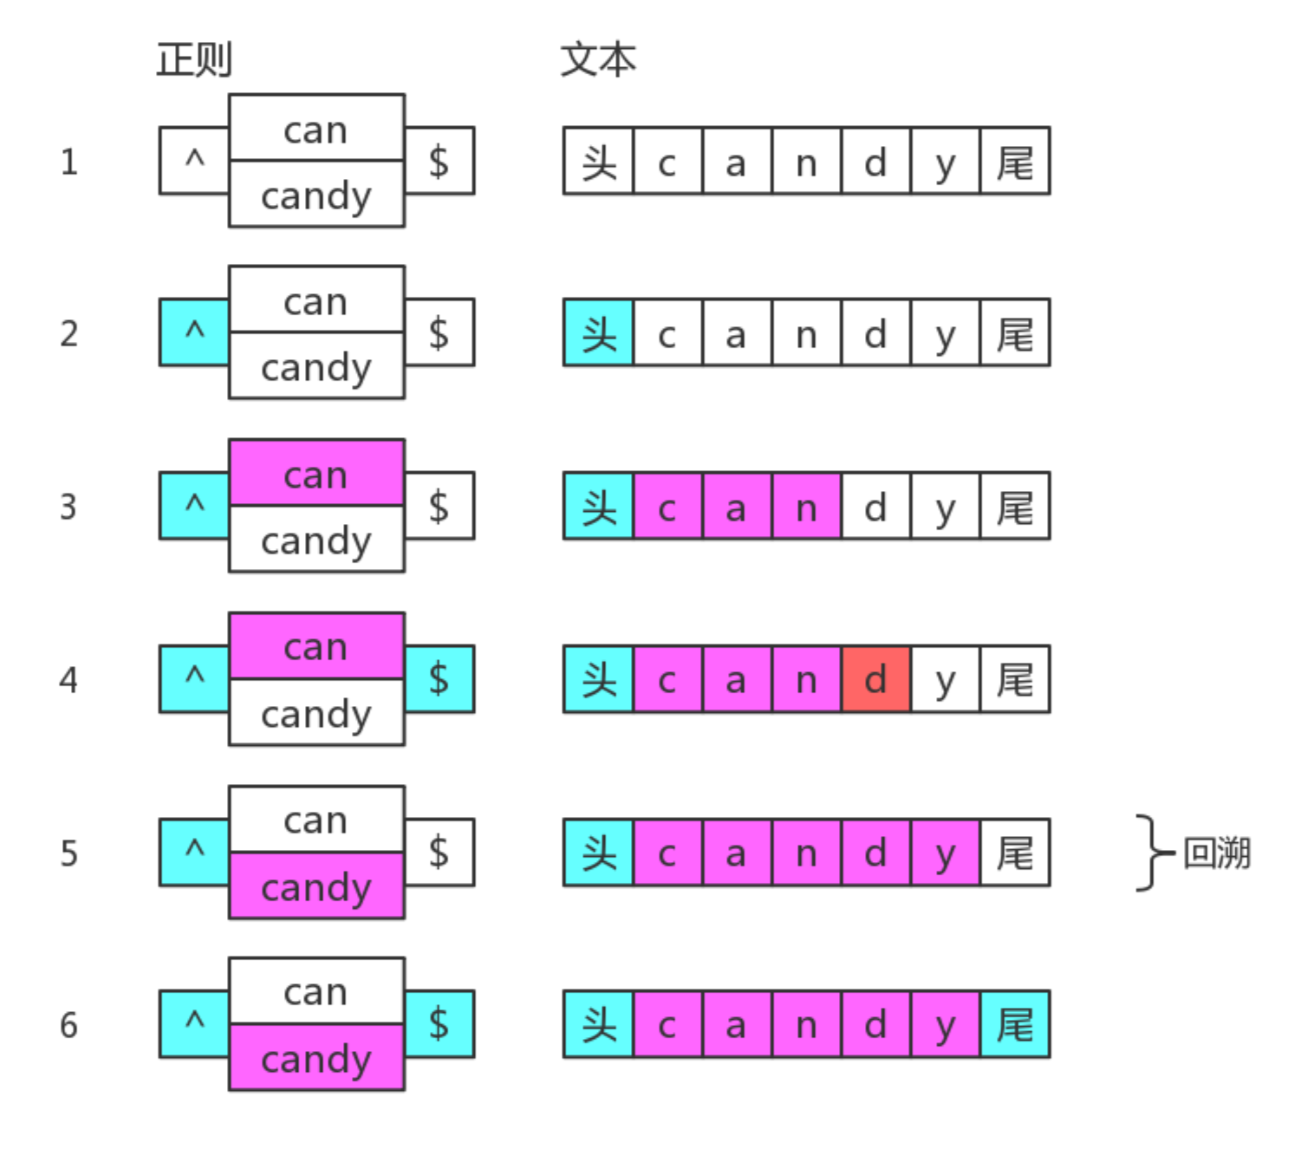 正则 文本
1 ^ can candy $ 头 c a n d y 尾
2 ^ can candy $ 头 c a n d y 尾
3 ^ can candy $ 头 c a n d y 尾
4 ^ can candy $ 头 c a n d y 尾
5 ^ can candy $ 头 c a n d y 尾 回溯
6 ^ can candy $ 头 c a n d y 尾